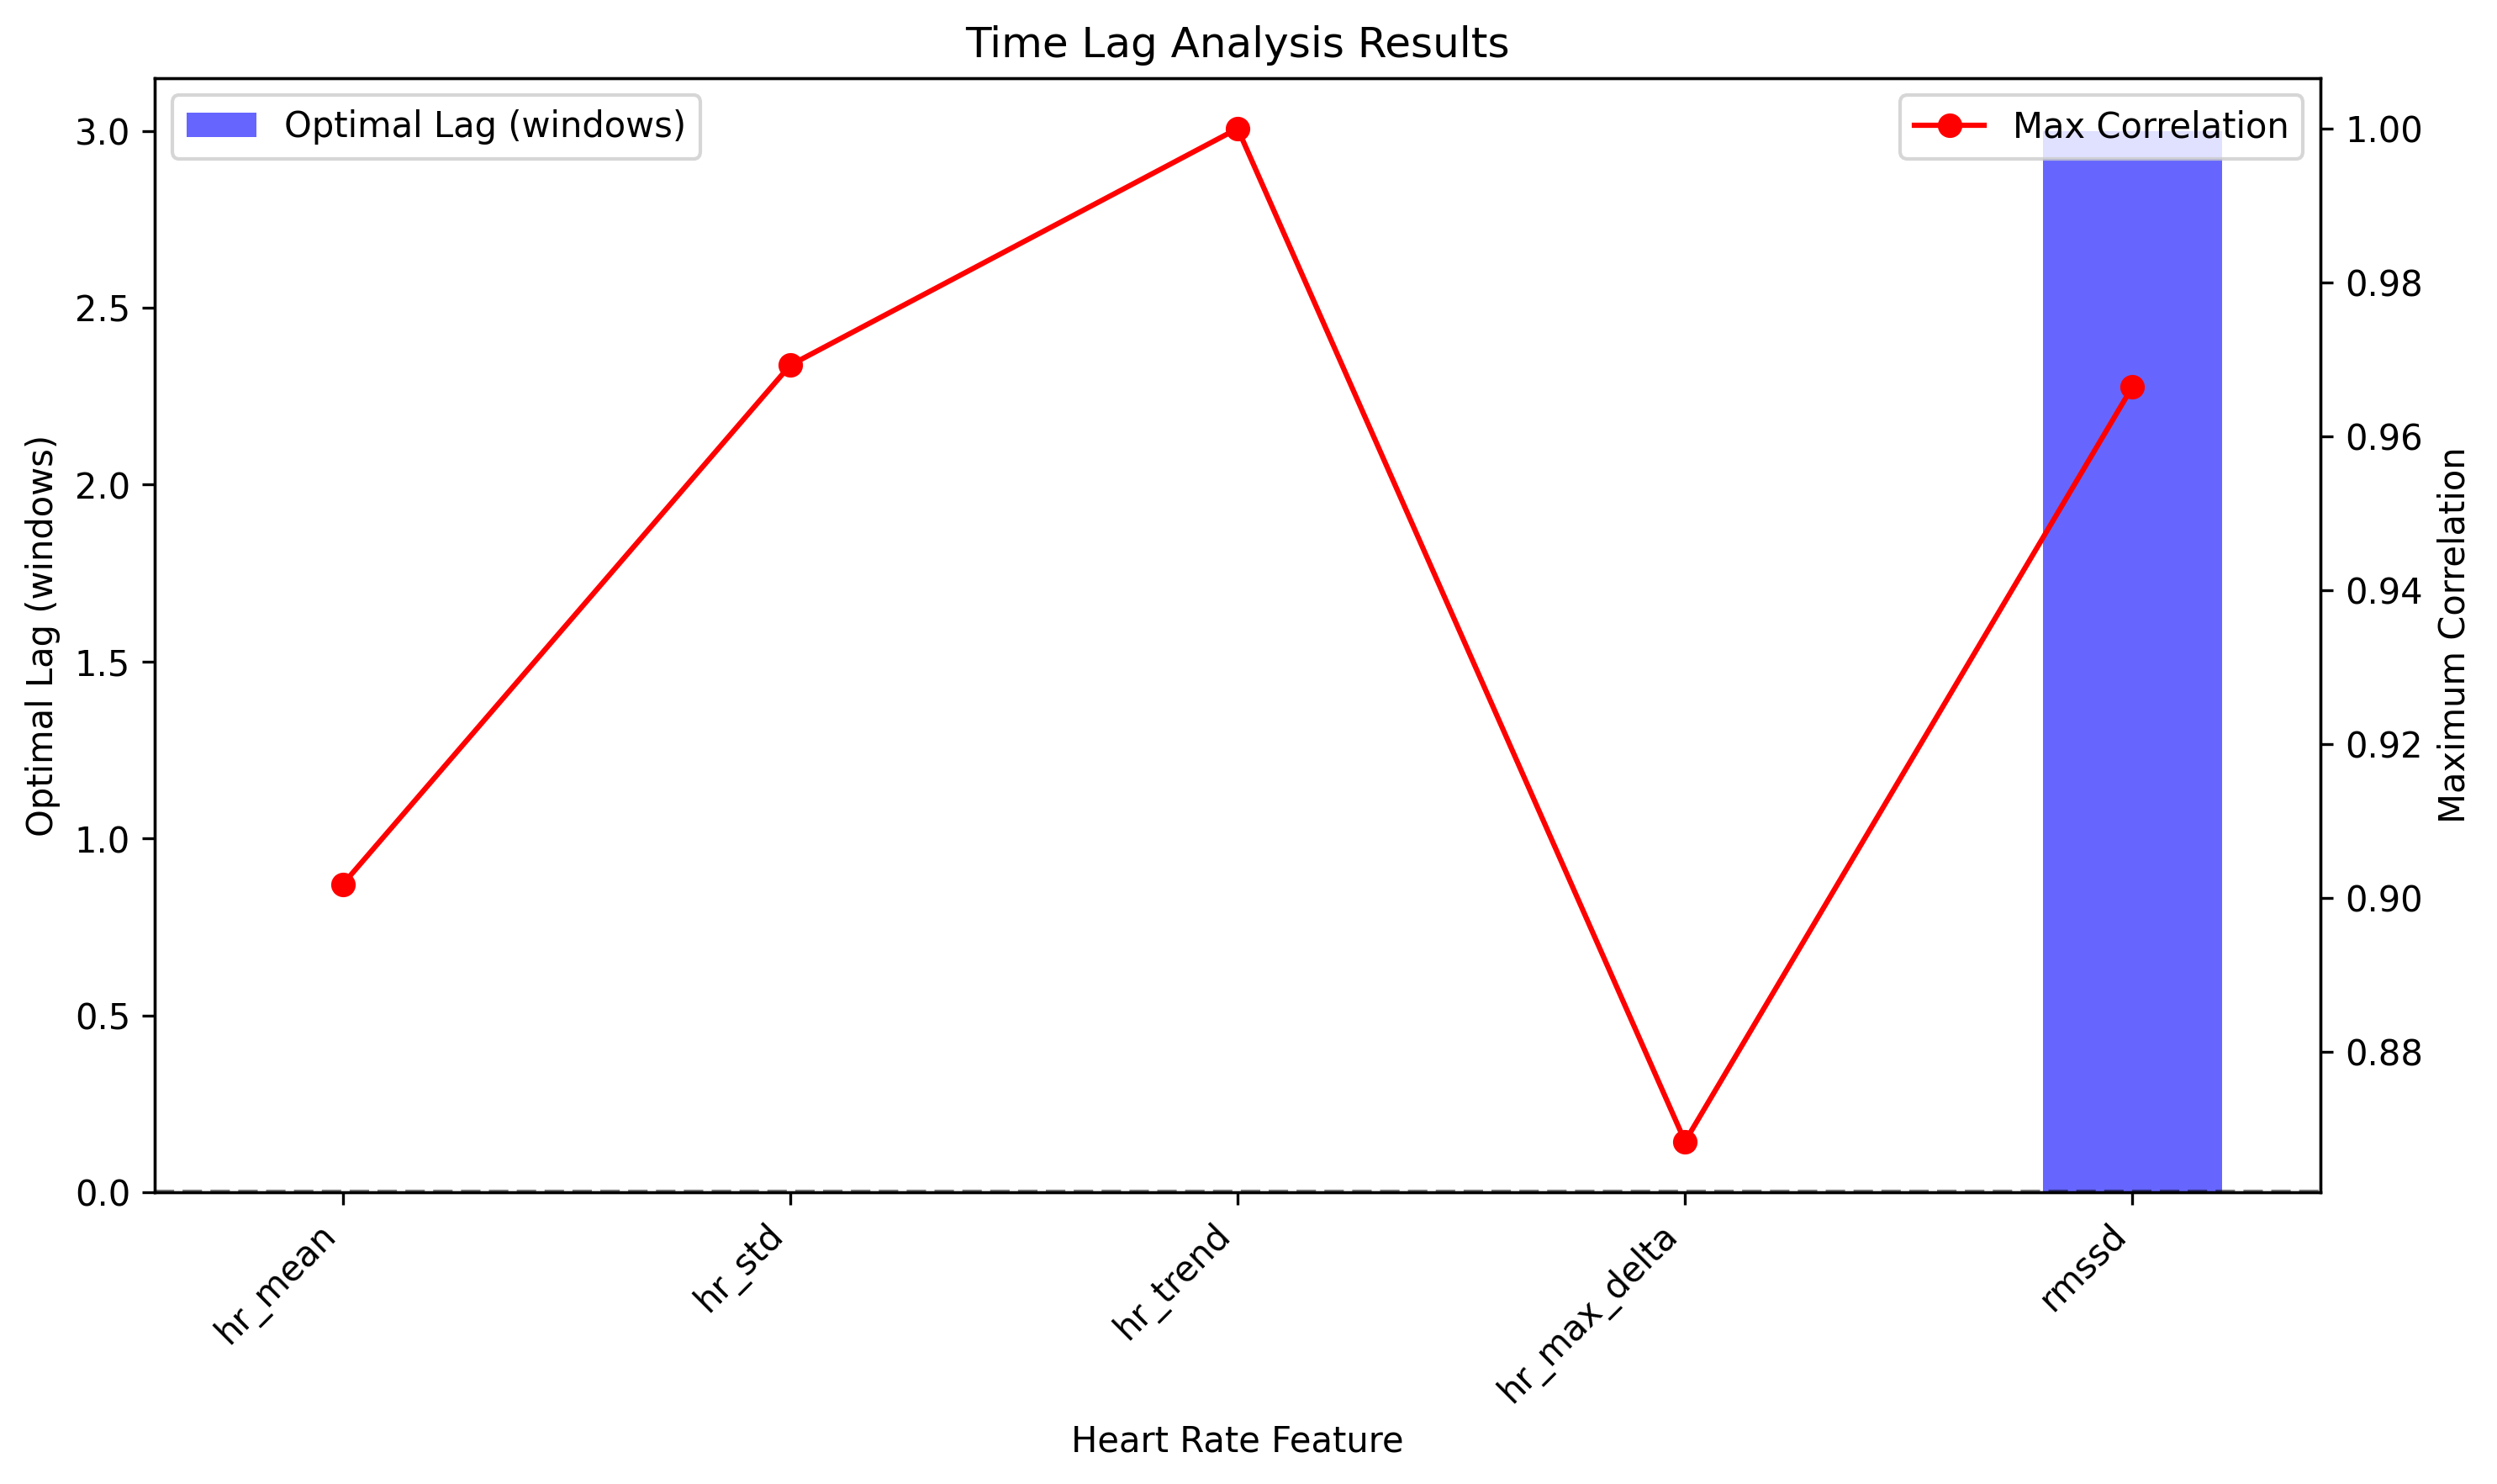 Time Lag Analysis Results
Optimal Lag (windows)
Max Correlation
3.0
2.5
2.0
1.5
1.0
0.5
0.0
Optimal Lag (windows)
1.00
0.98
0.96
0.94
0.92
0.90
0.88
Maximum Correlation
hr_mean
hr_std
hr_trend
hr_max_delta
rmssd
Heart Rate Feature